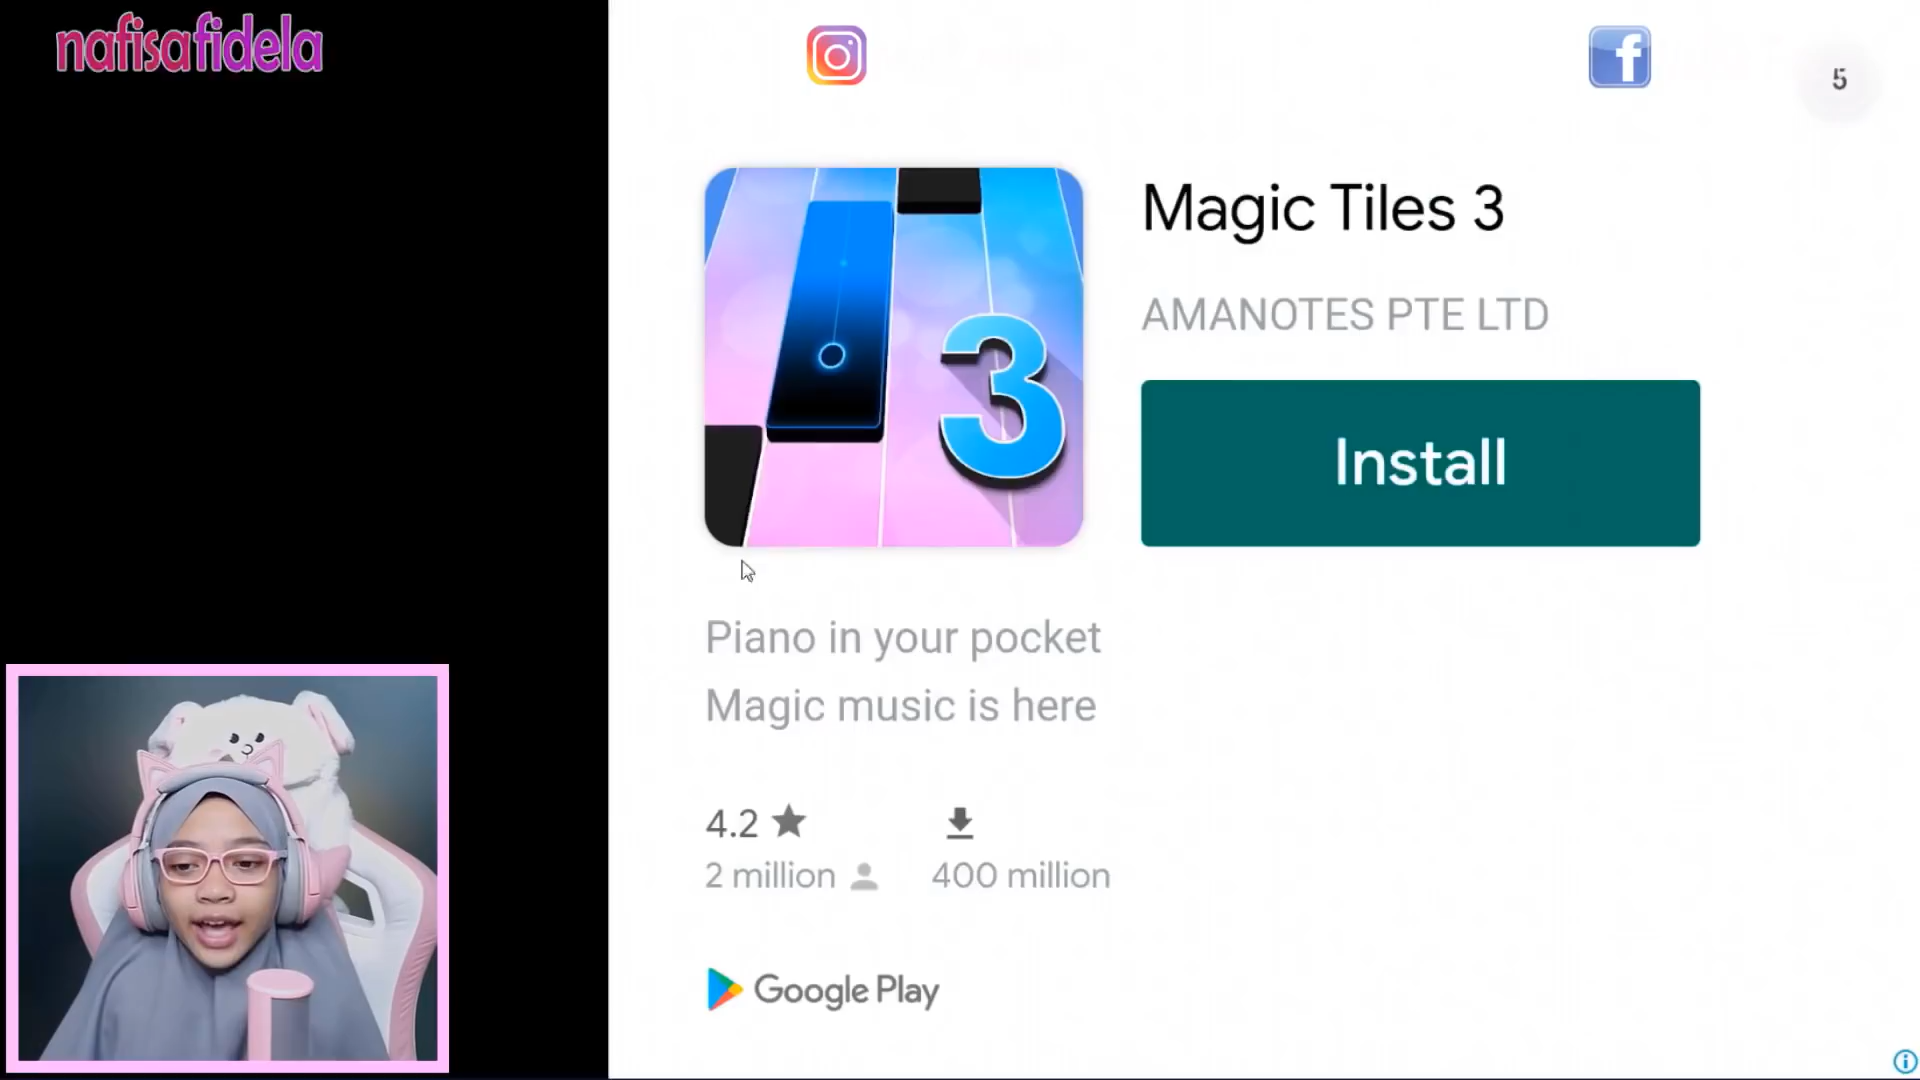 nafisafidela
5
3
Magic Tiles 3
AMANOTES PTE LTD
Install
Piano in your pocket
Magic music is here
4.2
2 million
400 million
Google Play